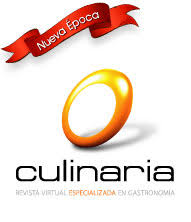 Nueva Época
culinaria
REVISTA VIRTUAL ESPECIALIZADA EN GASTRONOMÍA